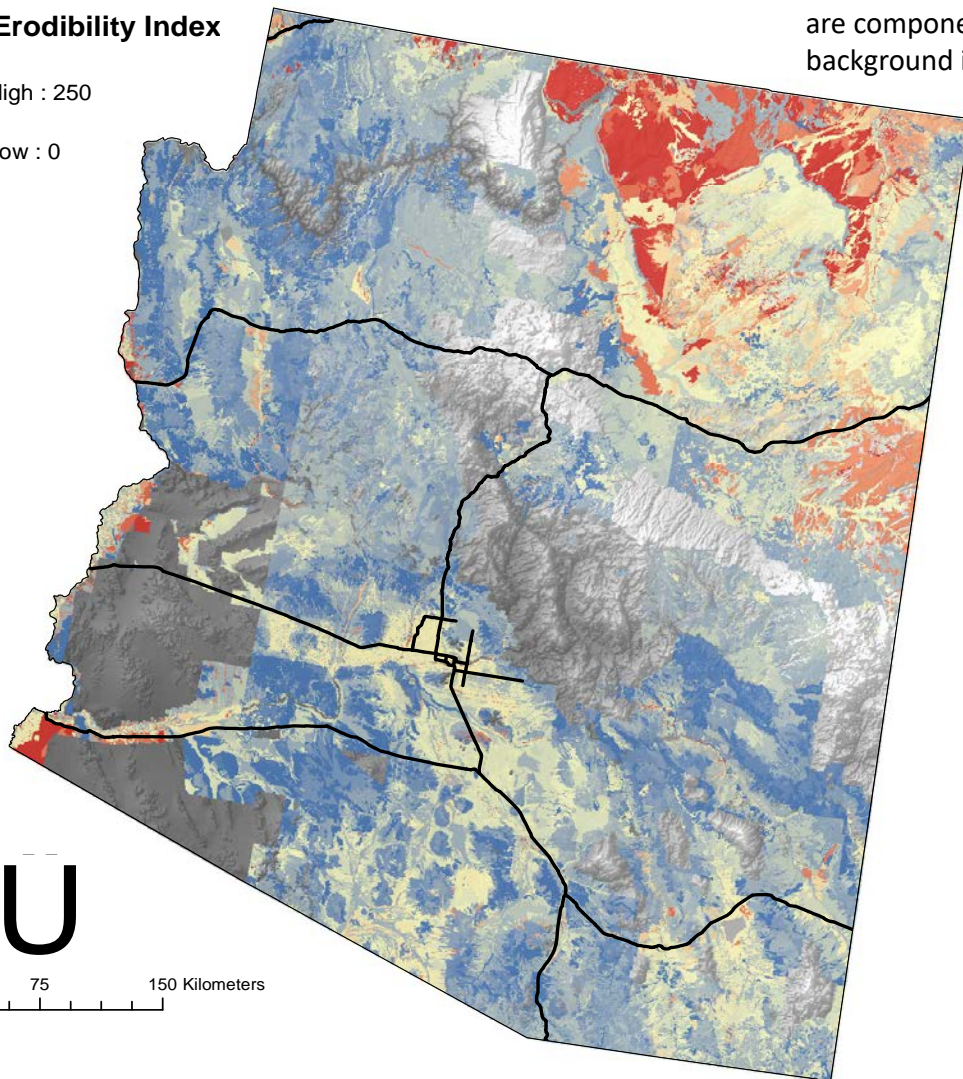 Erodibility Index
are compone
background i
igh : 250
ow : 0
U
75
150 Kilometers